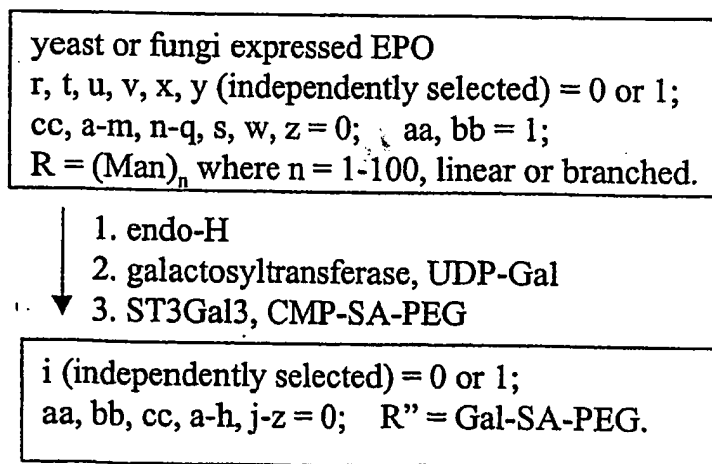 yeast or fungi expressed EPO
r, t, u, v, x, y (independently selected) = 0 or 1;
cc, a-m, n-q, s, w, z = 0; aa, bb = 1;
R = (Man)n where n = 1-100, linear or branched.
1. endo-H
2. galactosyltransferase, UDP-Gal
3. ST3Gal3, CMP-SA-PEG
i (independently selected) = 0 or 1;
aa, bb, cc, a-h, j-z = 0; R” = Gal-SA-PEG.